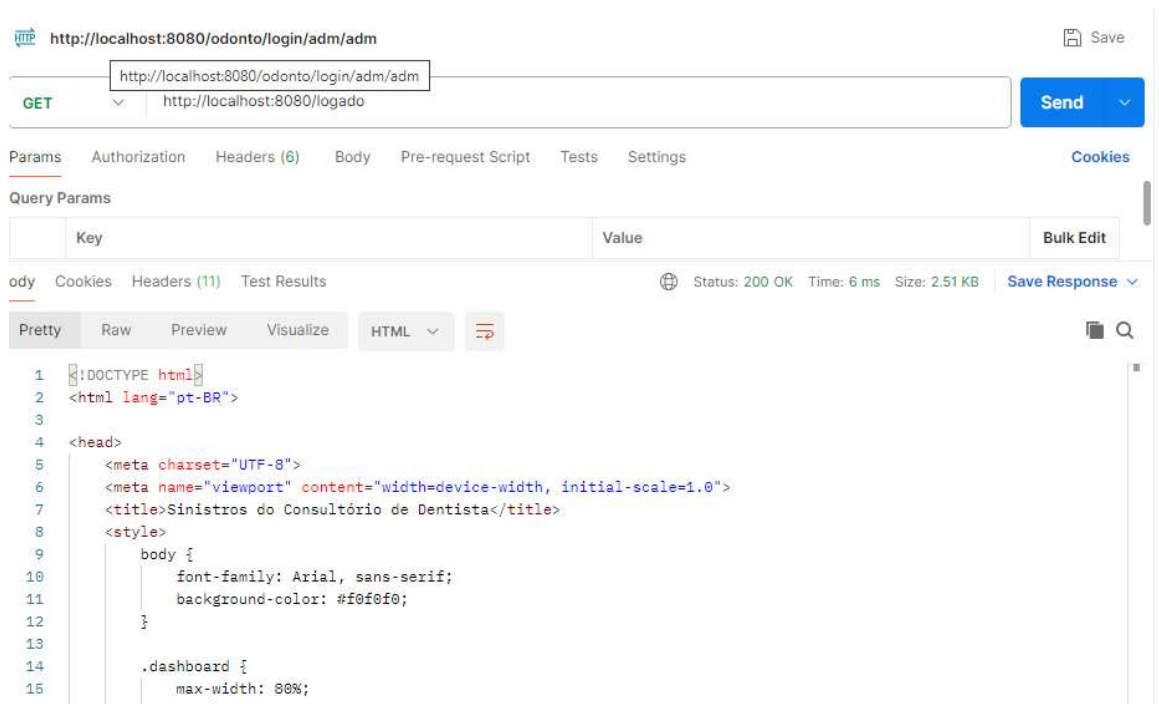 HTTP http://localhost:8080/odonto/login/adm/adm Save
http://localhost:8080/odonto/login/adm/adm
GET http://localhost:8080/logado Send
Params Authorization Headers (6) Body Pre-request Script Tests Settings Cookies
Query Params
Key Value Bulk Edit
ody Cookies Headers (11) Test Results Status: 200 OK Time: 6 ms Size: 2.51 KB Save Response
Pretty Raw Preview Visualize HTML
1 <!DOCTYPE html>
2 <html lang="pt-BR">
3
4 <head>
5 <meta charset="UTF-8">
6 <meta name="viewport" content="width=device-width, initial-scale=1.0">
7 <title>Sinistros do Consultório de Dentista</title>
8 <style>
9 body {
10 font-family: Arial, sans-serif;
11 background-color: #f0f0f0;
12 }
13
14 .dashboard {
15 max-width: 80%;